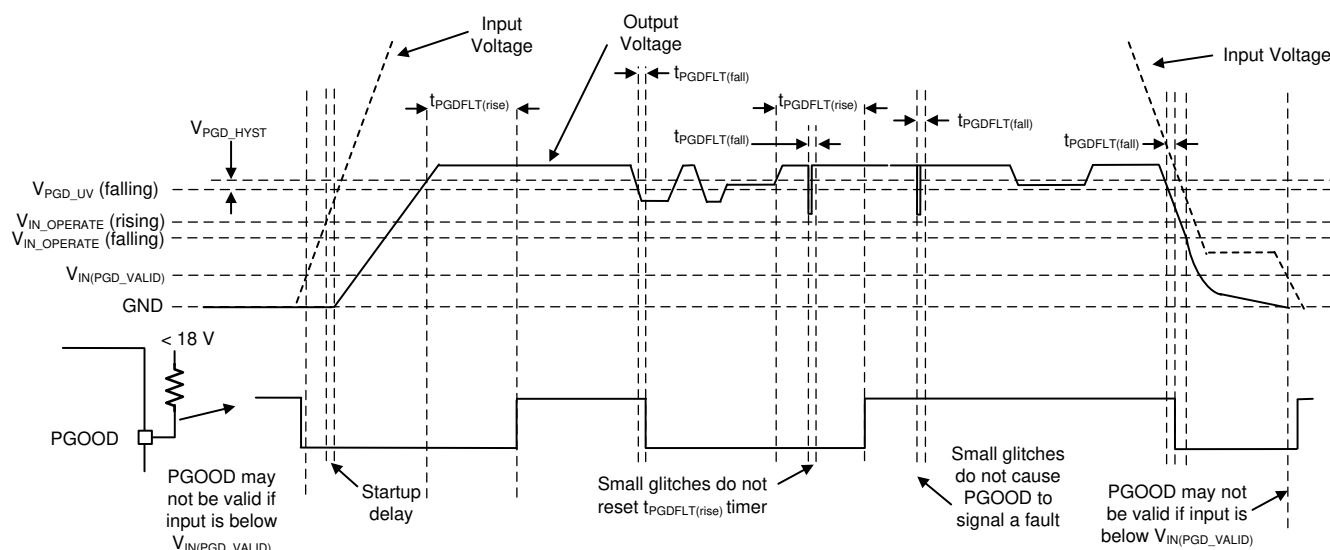 Input
Voltage
Output
Voltage
Input Voltage
tPGDFLT(fall)
tPGDFLT(rise)
tPGDFLT(rise)
tPGDFLT(fall)
tPGDFLT(fall)
tPGDFLT(fall)
VPGD_HYST
VPGD_UV (falling)
VIN_OPERATE (rising)
VIN_OPERATE (falling)
VIN(PGD_VALID)
GND
< 18 V
PGOOD
PGOOD may
not be valid if
input is below
VIN(PGD_VALID)
Startup
delay
Small glitches do not
reset tPGDFLT(rise) timer
Small glitches
do not cause
PGOOD to
signal a fault
PGOOD may not
be valid if input is
below VIN(PGD_VALID)